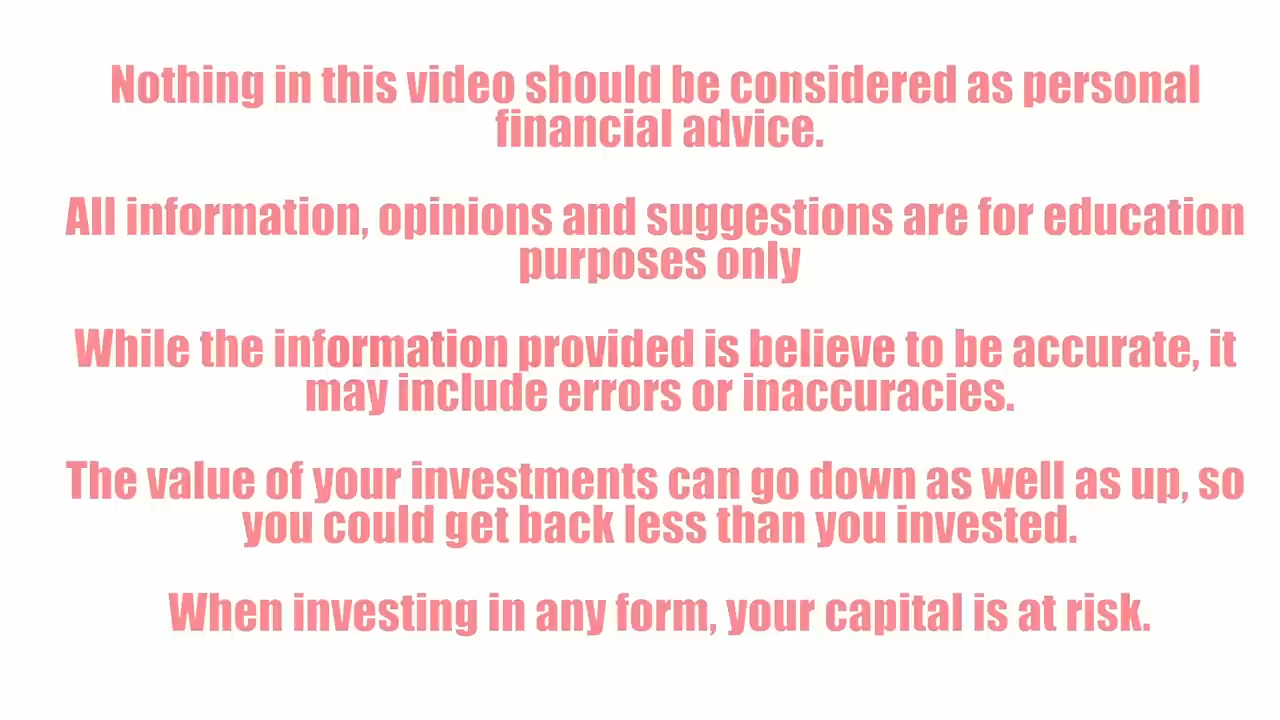 Nothing in this video should be considered as personal
financial advice.
All information, opinions and suggestions are for education
purposes only
While the information provided is believe to be accurate, it
may include errors or inaccuracies.
The value of your investments can go down as well as up, so
you could get back less than you invested.
When investing in any form, your capital is at risk.